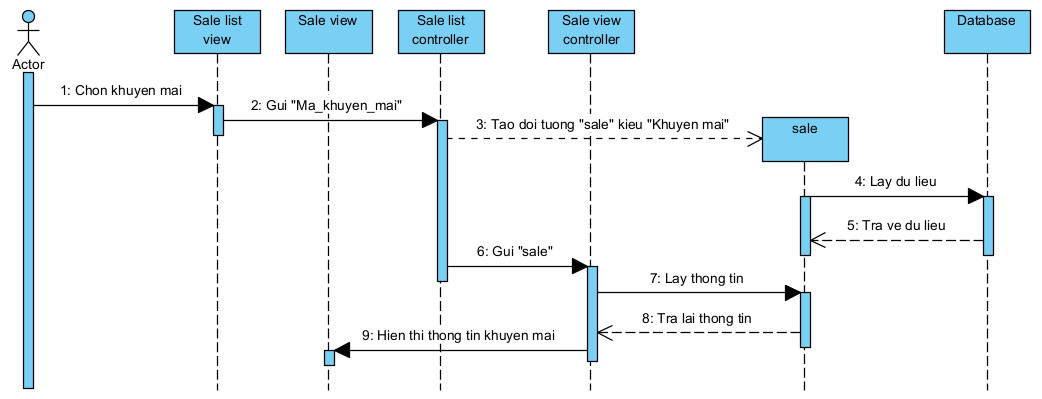 Sale list
view
Sale view
Sale list
controller
Sale view
controller
Database
Actor
1: Chon khuyen mai
2: Gui "Ma_khuyen_mai"
3: Tao doi tuong "sale" kieu "Khuyen mai"
sale
4: Lay du lieu
5: Tra ve du lieu
6: Gui "sale"
7: Lay thong tin
8: Tra lai thong tin
9: Hien thi thong tin khuyen mai